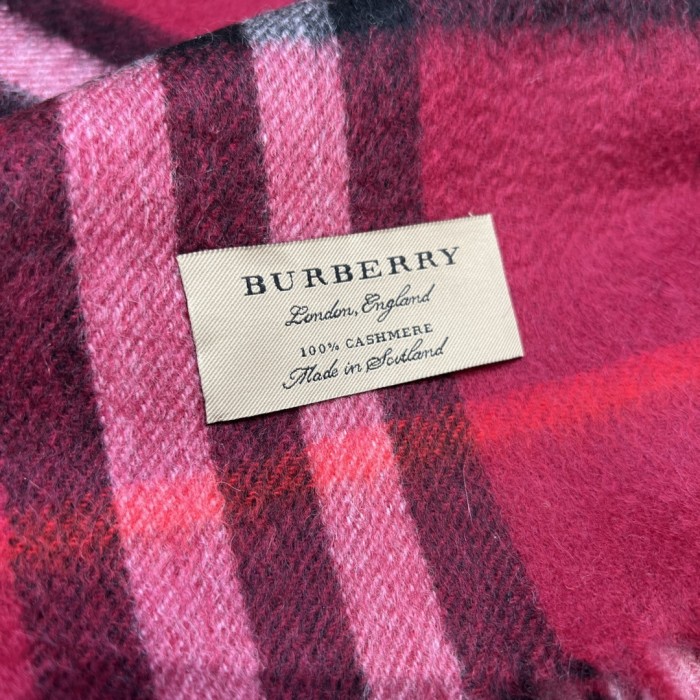 BURBERRY
London, England
100% CASHMERE
Made in Scotland